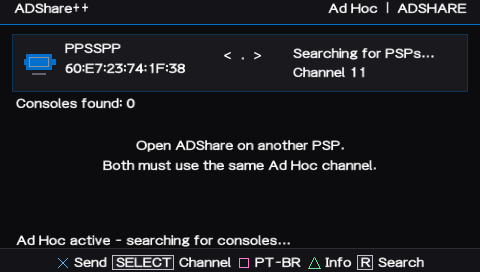 ADShare++ Ad Hoc | ADSHARE
PPSSPP < . > Searching for PSPs...
60:E7:23:74:1F:38 Channel 11
Consoles found: 0
Open ADShare on another PSP.
Both must use the same Ad Hoc channel.
Ad Hoc active - searching for consoles...
Send SELECT Channel PT-BR Info R Search